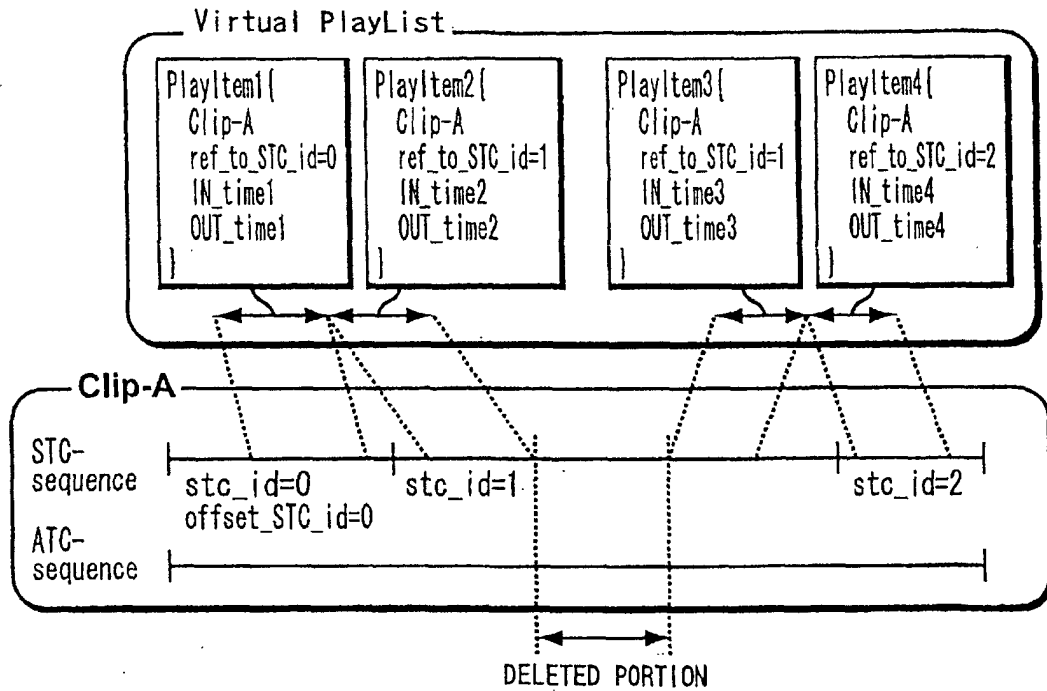 Virtual PlayList
PlayItem1{
Clip-A
ref_to_STC_id=0
IN_time1
OUT_time1
}
PlayItem2{
Clip-A
ref_to_STC_id=1
IN_time2
OUT_time2
}
PlayItem3{
Clip-A
ref_to_STC_id=1
IN_time3
OUT_time3
}
PlayItem4{
Clip-A
ref_to_STC_id=2
IN_time4
OUT_time4
}
Clip-A
STC-
sequence
stc_id=0
offset_STC_id=0
stc_id=1
stc_id=2
ATC-
sequence
DELETED PORTION